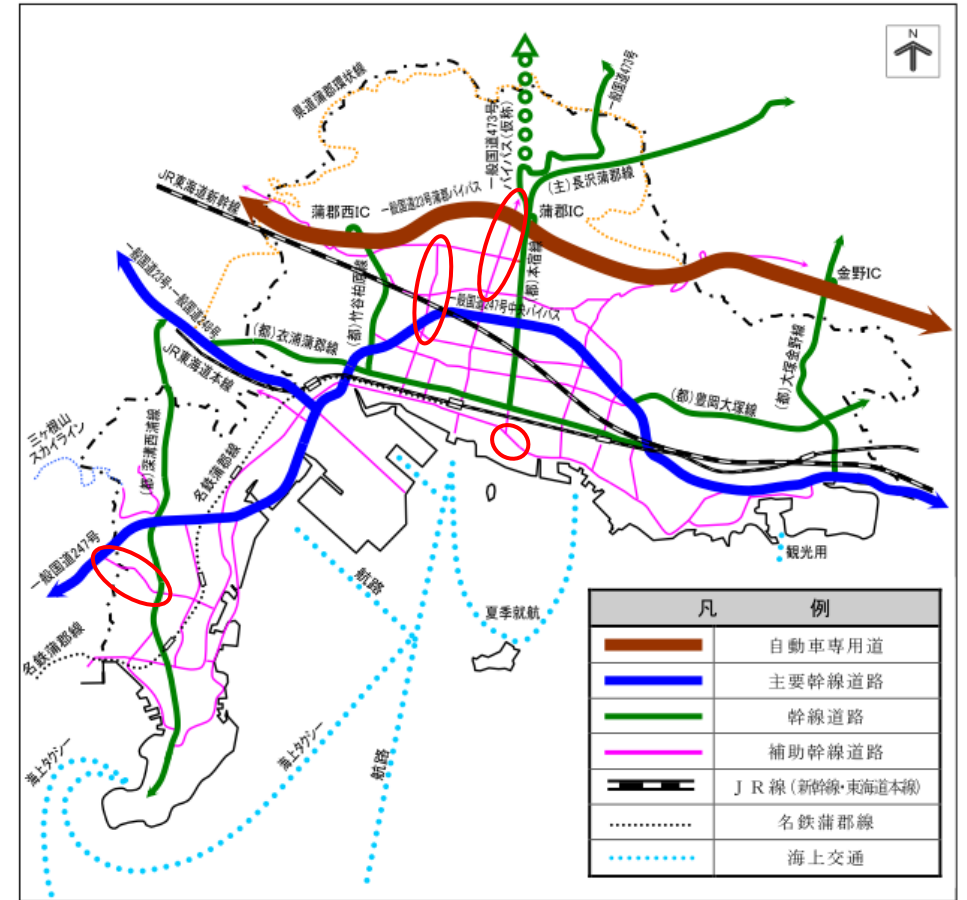 N
県道蒲郡環状線
一般国道473号
バイパス(仮称)
一般国道473号
(主)長沢蒲郡線
JR東海道新幹線
蒲郡西IC
一般国道23号蒲郡バイパス
蒲郡IC
(都)本宿線
金野IC
一般国道23号・一般国道248号
(都)竹谷柏原線
一般国道247号中央バイパス
(都)衣浦蒲郡線
JR東海道本線
(都)大塚金野線
(都)豊岡大塚線
三ヶ根山
スカイライン
(都)深溝西浦線
名鉄蒲郡線
一般国道247号
観光用
航路
夏季就航
名鉄蒲郡線
海上タクシー
海上タクシー
航路
凡例
自動車専用道
主要幹線道路
幹線道路
補助幹線道路
JR線(新幹線・東海道本線)
名鉄蒲郡線
海上交通